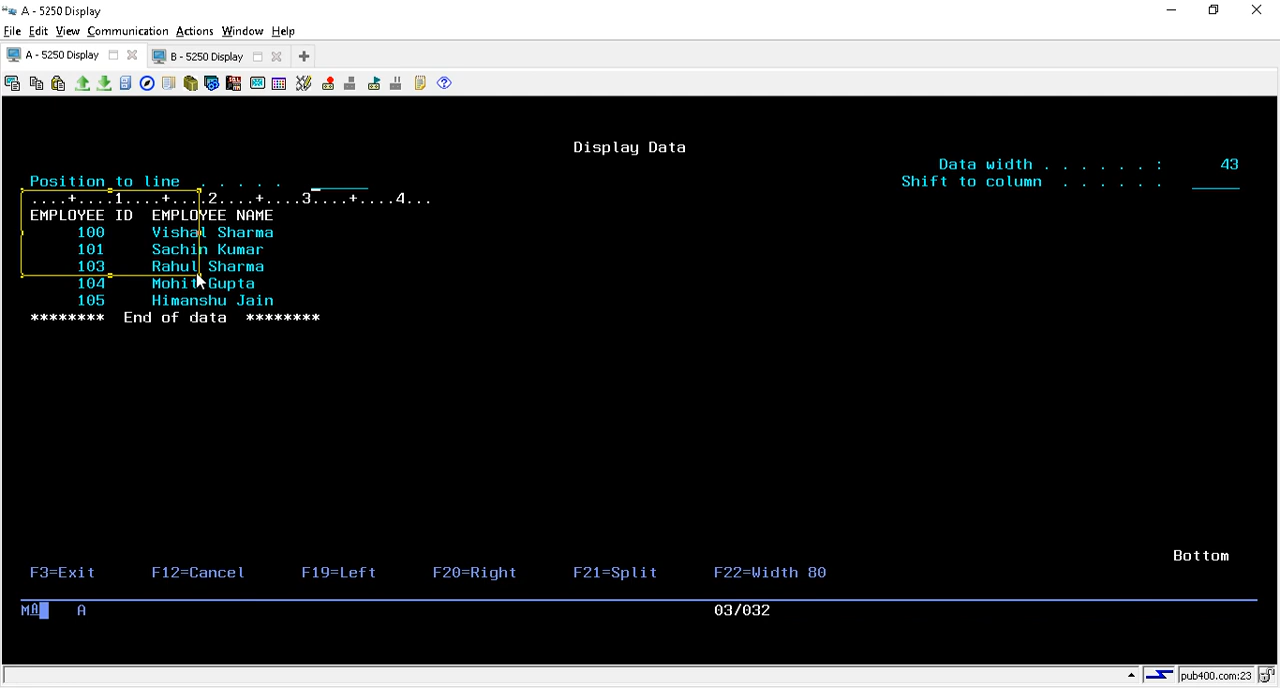 A - 5250 Display
File Edit View Communication Actions Window Help
A - 5250 Display B - 5250 Display
Display Data
Data width . . . . . . : 43
Position to line . . . . . Shift to column . . . . . .
....+....1....+....2....+....3....+....4...
EMPLOYEE ID EMPLOYEE NAME
100 Vishal Sharma
101 Sachin Kumar
103 Rahul Sharma
104 Mohit Gupta
105 Himanshu Jain
******** End of data ********
Bottom
F3=Exit F12=Cancel F19=Left F20=Right F21=Split F22=Width 80
MA A 03/032
pub400.com:23